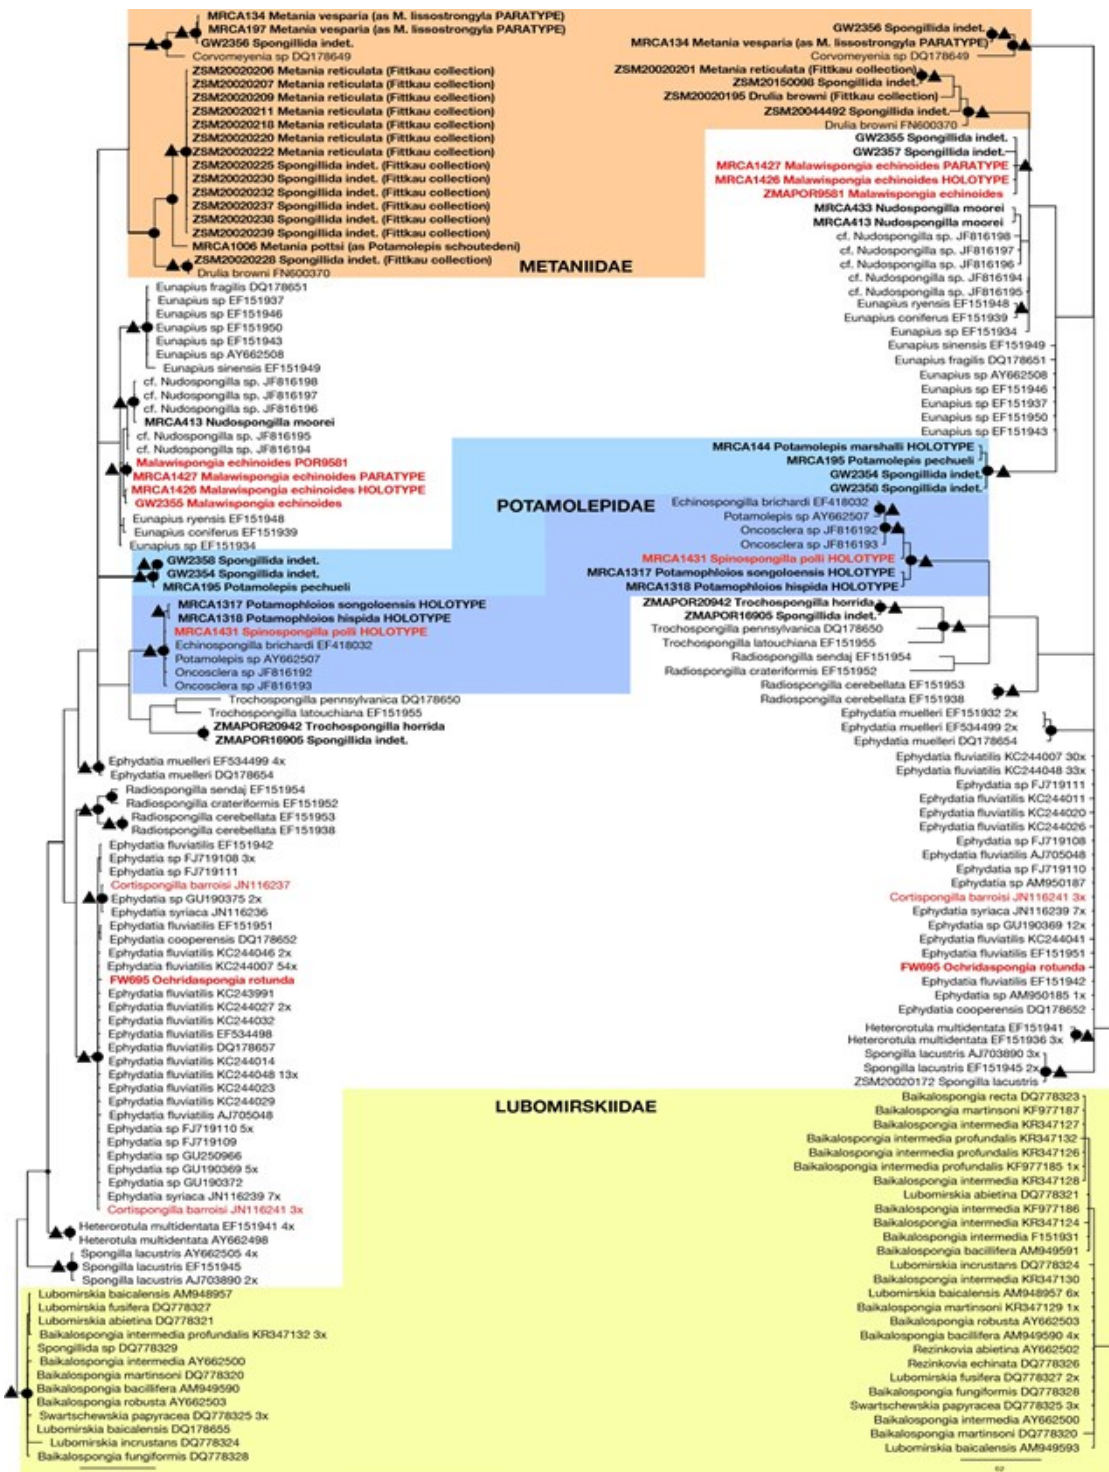 MRCA134 Metania vesparia (as M. lissostrongyla PARATYPE)
MRCA197 Metania vesparia (as M. lissostrongyla PARATYPE)
GW2356 Spongillida indet.
Corvomeyenia sp DQ178649
ZSM20020206 Metania reticulata (Fittkau collection)
ZSM20020207 Metania reticulata (Fittkau collection)
ZSM20020209 Metania reticulata (Fittkau collection)
ZSM20020211 Metania reticulata (Fittkau collection)
ZSM20020218 Metania reticulata (Fittkau collection)
ZSM20020220 Metania reticulata (Fittkau collection)
ZSM20020222 Metania reticulata (Fittkau collection)
ZSM20020225 Spongillida indet. (Fittkau collection)
ZSM20020230 Spongillida indet. (Fittkau collection)
ZSM20020232 Spongillida indet. (Fittkau collection)
ZSM20020237 Spongillida indet. (Fittkau collection)
ZSM20020238 Spongillida indet. (Fittkau collection)
ZSM20020239 Spongillida indet. (Fittkau collection)
MRCA1006 Metania pottsi (as Potamolepis schoutedeni)
ZSM20020228 Spongillida indet. (Fittkau collection)
Drulia browni FN600370
METANIIDAE
Eunapius fragilis DQ178651
Eunapius sp EF151937
Eunapius sp EF151946
Eunapius sp EF151950
Eunapius sp EF151943
Eunapius sp AY662508
Eunapius sinensis EF151949
cf. Nudospongilla sp. JF816198
cf. Nudospongilla sp. JF816197
cf. Nudospongilla sp. JF816196
MRCA413 Nudospongilla moorei
cf. Nudospongilla sp. JF816195
cf. Nudospongilla sp. JF816194
Malawispongia echinoides POR9581
MRCA1427 Malawispongia echinoides PARATYPE
MRCA1426 Malawispongia echinoides HOLOTYPE
GW2355 Malawispongia echinoides
Eunapius ryensis EF151948
Eunapius coniferus EF151939
Eunapius sp EF151934
POTAMOLEPIDAE
GW2358 Spongillida indet.
GW2354 Spongillida indet.
MRCA195 Potamolepis pechueli
MRCA1317 Potamophloios songoloensis HOLOTYPE
MRCA1318 Potamophloios hispida HOLOTYPE
MRCA1431 Spinospongilla polli HOLOTYPE
Echinospongilla brichardi EF418032
Potamolepis sp AY662507
Oncosclera sp JF816192
Oncosclera sp JF816193
Trochospongilla pennsylvanica DQ178650
Trochospongilla latouchiana EF151955
ZMAPOR20942 Trochospongilla horrida
ZMAPOR16905 Spongillida indet.
Ephydatia muelleri EF534499 4x
Ephydatia muelleri DQ178654
Radiospongilla sendaj EF151954
Radiospongilla crateriformis EF151952
Radiospongilla cerebellata EF151953
Radiospongilla cerebellata EF151938
Ephydatia fluviatilis EF151942
Ephydatia sp FJ719108 3x
Ephydatia sp FJ719111
Cortispongilla barroisi JN116237
Ephydatia sp GU190375 2x
Ephydatia syriaca JN116236
Ephydatia fluviatilis EF151951
Ephydatia cooperensis DQ178652
Ephydatia fluviatilis KC244046 2x
Ephydatia fluviatilis KC244007 54x
FW695 Ochridaspongia rotunda
Ephydatia fluviatilis KC243991
Ephydatia fluviatilis KC244027 2x
Ephydatia fluviatilis KC244032
Ephydatia fluviatilis EF534498
Ephydatia fluviatilis DQ178657
Ephydatia fluviatilis KC244014
Ephydatia fluviatilis KC244048 13x
Ephydatia fluviatilis KC244023
Ephydatia fluviatilis KC244029
Ephydatia fluviatilis AJ705048
Ephydatia sp FJ719110 5x
Ephydatia sp FJ719109
Ephydatia sp GU250966
Ephydatia sp GU190369 5x
Ephydatia sp GU190372
Ephydatia syriaca JN116239 7x
Cortispongilla barroisi JN116241 3x
Heterorotula multidentata EF151941 4x
Heterorotula multidentata AY662498
Spongilla lacustris AY662505 4x
Spongilla lacustris EF151945
Spongilla lacustris AJ703890 2x
LUBOMIRSKIIDAE
Lubomirskia baicalensis AM948957
Lubomirskia fusifera DQ778327
Lubomirskia abietina DQ778321
Baikalospongia intermedia profundalis KR347132 3x
Spongillida sp DQ778329
Baikalospongia intermedia AY662500
Baikalospongia martinsoni DQ778320
Baikalospongia bacillifera AM949590
Baikalospongia robusta AY662503
Swartschewskia papyracea DQ778325 3x
Lubomirskia baicalensis DQ178655
Lubomirskia incrustans DQ778324
Baikalospongia fungiformis DQ778328
GW2356 Spongillida indet.
MRCA134 Metania vesparia (as M. lissostrongyla PARATYPE)
Corvomeyenia sp DQ178649
ZSM20020201 Metania reticulata (Fittkau collection)
ZSM20150098 Spongillida indet.
ZSM20020195 Drulia browni (Fittkau collection)
ZSM20044492 Spongillida indet.
Drulia browni FN600370
GW2355 Spongillida indet.
GW2357 Spongillida indet.
MRCA1427 Malawispongia echinoides PARATYPE
MRCA1426 Malawispongia echinoides HOLOTYPE
ZMAPOR9581 Malawispongia echinoides
MRCA433 Nudospongilla moorei
MRCA413 Nudospongilla moorei
cf. Nudospongilla sp. JF816198
cf. Nudospongilla sp. JF816197
cf. Nudospongilla sp. JF816196
cf. Nudospongilla sp. JF816194
cf. Nudospongilla sp. JF816195
Eunapius ryensis EF151948
Eunapius coniferus EF151939
Eunapius sp EF151934
Eunapius sinensis EF151949
Eunapius fragilis DQ178651
Eunapius sp AY662508
Eunapius sp EF151946
Eunapius sp EF151937
Eunapius sp EF151950
Eunapius sp EF151943
MRCA144 Potamolepis marshalli HOLOTYPE
MRCA195 Potamolepis pechueli
GW2354 Spongillida indet.
GW2358 Spongillida indet.
Echinospongilla brichardi EF418032
Potamolepis sp AY662507
Oncosclera sp JF816192
Oncosclera sp JF816193
MRCA1431 Spinospongilla polli HOLOTYPE
MRCA1317 Potamophloios songoloensis HOLOTYPE
MRCA1318 Potamophloios hispida HOLOTYPE
ZMAPOR20942 Trochospongilla horrida
ZMAPOR16905 Spongillida indet.
Trochospongilla pennsylvanica DQ178650
Trochospongilla latouchiana EF151955
Radiospongilla sendaj EF151954
Radiospongilla crateriformis EF151952
Radiospongilla cerebellata EF151953
Radiospongilla cerebellata EF151938
Ephydatia muelleri EF151932 2x
Ephydatia muelleri EF534499 2x
Ephydatia muelleri DQ178654
Ephydatia fluviatilis KC244007 30x
Ephydatia fluviatilis KC244048 33x
Ephydatia sp FJ719111
Ephydatia fluviatilis KC244011
Ephydatia fluviatilis KC244020
Ephydatia fluviatilis KC244026
Ephydatia sp FJ719108
Ephydatia fluviatilis AJ705048
Ephydatia sp FJ719110
Ephydatia sp AM950187
Cortispongilla barroisi JN116241 3x
Ephydatia syriaca JN116239 7x
Ephydatia sp GU190369 12x
Ephydatia fluviatilis KC244041
Ephydatia fluviatilis EF151951
FW695 Ochridaspongia rotunda
Ephydatia fluviatilis EF151942
Ephydatia sp AM950185 1x
Ephydatia cooperensis DQ178652
Heterorotula multidentata EF151941
Heterorotula multidentata EF151936 3x
Spongilla lacustris AJ703890 3x
Spongilla lacustris EF151945 2x
ZSM20020172 Spongilla lacustris
Baikalospongia recta DQ778323
Baikalospongia martinsoni KF977187
Baikalospongia intermedia KR347127
Baikalospongia intermedia profundalis KR347132
Baikalospongia intermedia profundalis KR347126
Baikalospongia intermedia profundalis KF977185 1x
Baikalospongia intermedia KR347128
Lubomirskia abietina DQ778321
Baikalospongia intermedia KF977186
Baikalospongia intermedia KR347124
Baikalospongia intermedia F151931
Baikalospongia bacillifera AM949591
Lubomirskia incrustans DQ778324
Baikalospongia intermedia KR347130
Lubomirskia baicalensis AM948957 6x
Baikalospongia martinsoni KR347129 1x
Baikalospongia robusta AY662503
Baikalospongia bacillifera AM949590 4x
Rezinkovia abietina AY662502
Rezinkovia echinata DQ778326
Lubomirskia fusifera DQ778327 2x
Baikalospongia fungiformis DQ778328
Swartschewskia papyracea DQ778325 3x
Baikalospongia intermedia AY662500
Baikalospongia martinsoni DQ778320
Lubomirskia baicalensis AM949593